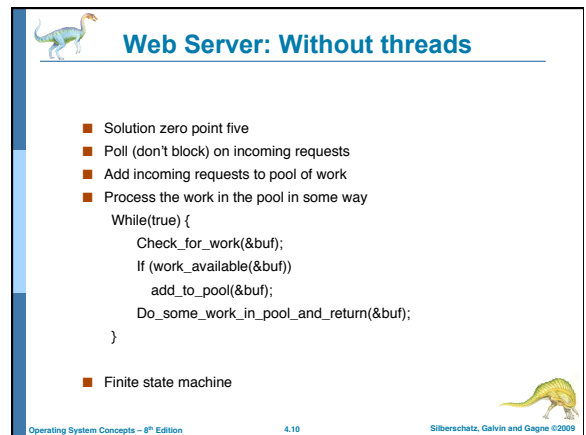 Web Server: Without threads
Solution zero point five
Poll (don't block) on incoming requests
Add incoming requests to pool of work
Process the work in the pool in some way
While(true) {
Check_for_work(&buf);
If (work_available(&buf))
add_to_pool(&buf);
Do_some_work_in_pool_and_return(&buf);
}
Finite state machine
Operating System Concepts – 8th Edition
4.10
Silberschatz, Galvin and Gagne ©2009